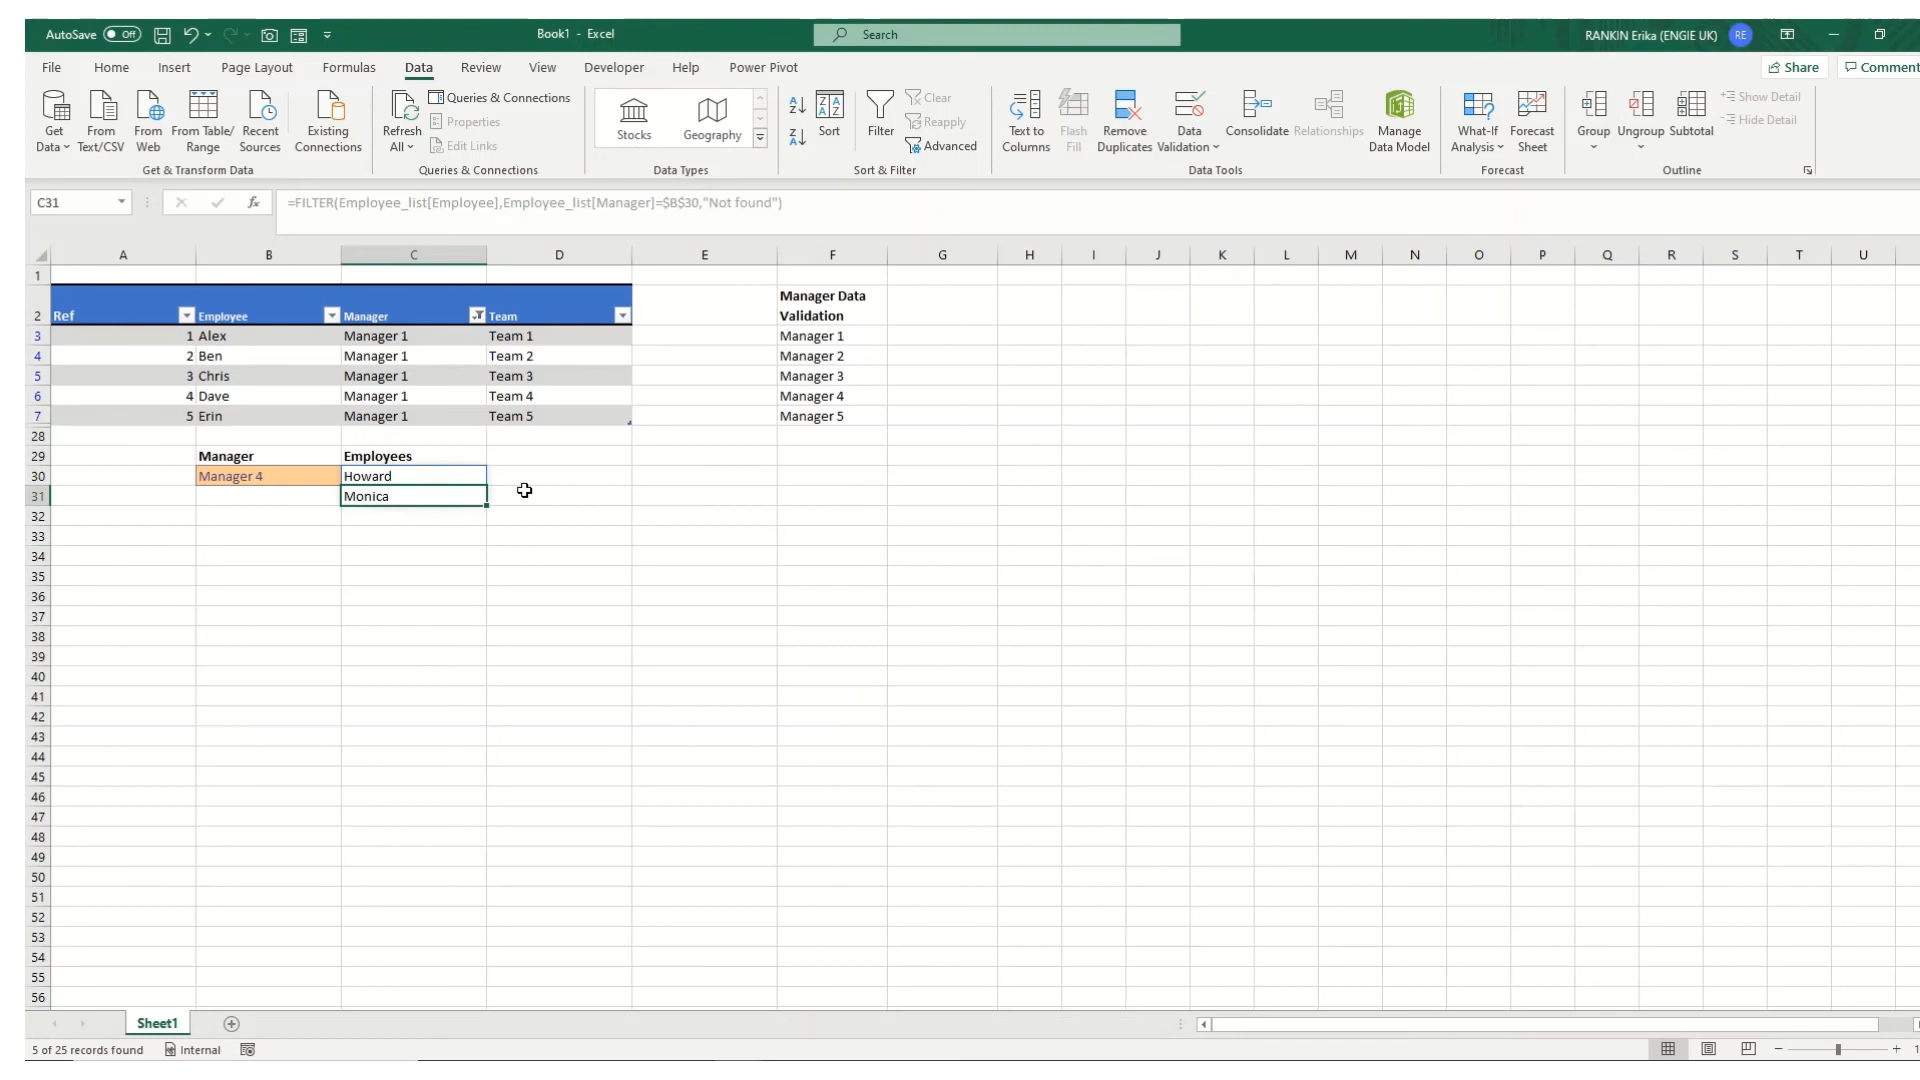 AutoSave Off Book1 - Excel Search RANKIN Erika (ENGIE UK) RE
File Home Insert Page Layout Formulas Data Review View Developer Help Power Pivot Share Comment
Get Data From Text/CSV From Web From Table/ Range Recent Sources Existing Connections
Get & Transform Data
Refresh All Queries & Connections Properties Edit Links
Queries & Connections
Stocks Geography
Data Types
Sort Filter Clear Reapply Advanced
Sort & Filter
Text to Columns Flash Fill Remove Duplicates Data Validation Consolidate Relationships Manage Data Model
Data Tools
What-If Analysis Forecast Sheet
Forecast
Group Ungroup Subtotal Show Detail Hide Detail
Outline
C31 fx =FILTER(Employee_list[Employee],Employee_list[Manager]=$B$30,"Not found")
A B C D E F G H I J K L M N O P Q R S T U
1
2 Ref Employee Manager Team Manager Data Validation
3 1 Alex Manager 1 Team 1 Manager 1
4 2 Ben Manager 1 Team 2 Manager 2
5 3 Chris Manager 1 Team 3 Manager 3
6 4 Dave Manager 1 Team 4 Manager 4
7 5 Erin Manager 1 Team 5 Manager 5
28
29 Manager Employees
30 Manager 4 Howard
31 Monica
32
33
34
35
36
37
38
39
40
41
42
43
44
45
46
47
48
49
50
51
52
53
54
55
56
Sheet1
5 of 25 records found Internal